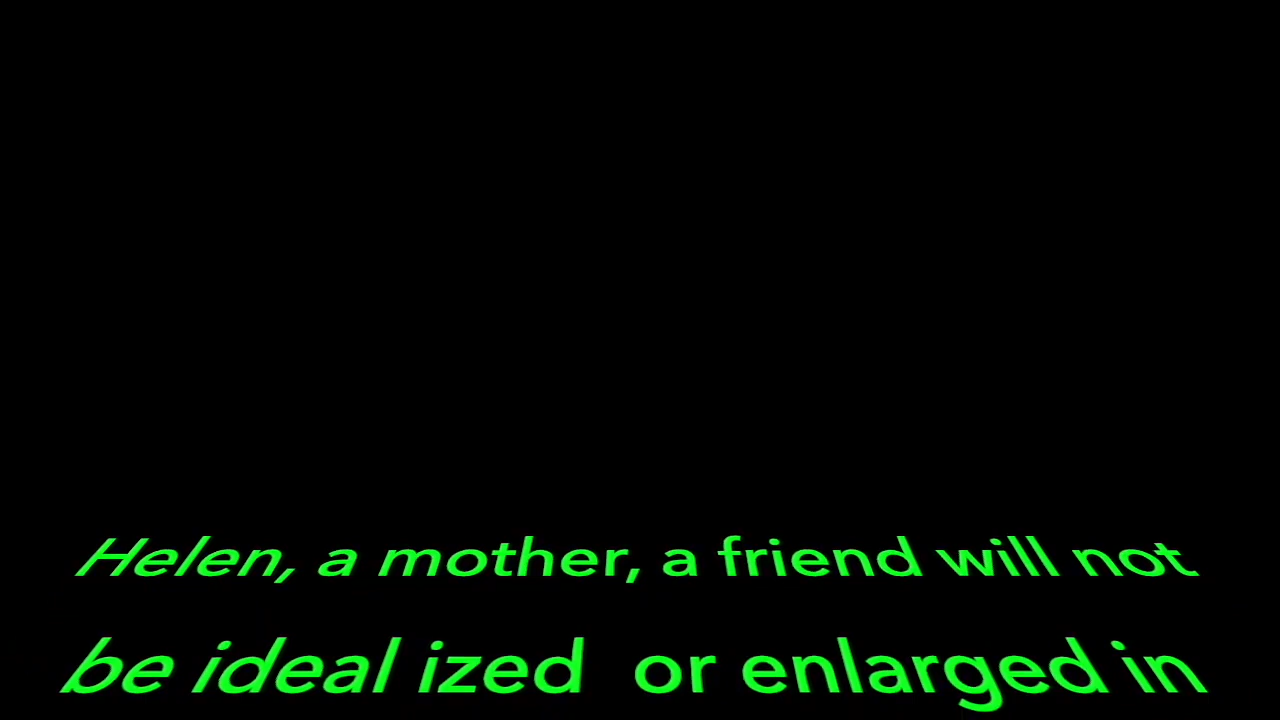 Helen, a mother, a friend will not
be ideal ized  or enlarged in